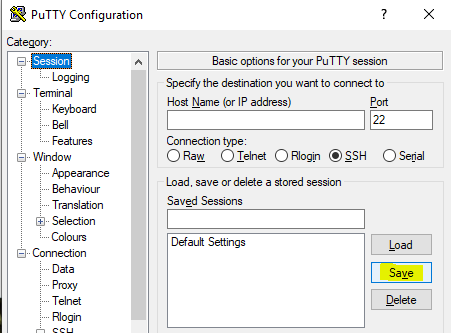 PuTTY Configuration
?
Category:
Session
Logging
Terminal
Keyboard
Bell
Features
Window
Appearance
Behaviour
Translation
Selection
Colours
Connection
Data
Proxy
Telnet
Rlogin
SSH
Basic options for your PuTTY session
Specify the destination you want to connect to
Host Name (or IP address) Port
22
Connection type:
Raw Telnet Rlogin SSH Serial
Load, save or delete a stored session
Saved Sessions
Default Settings
Load
Save
Delete